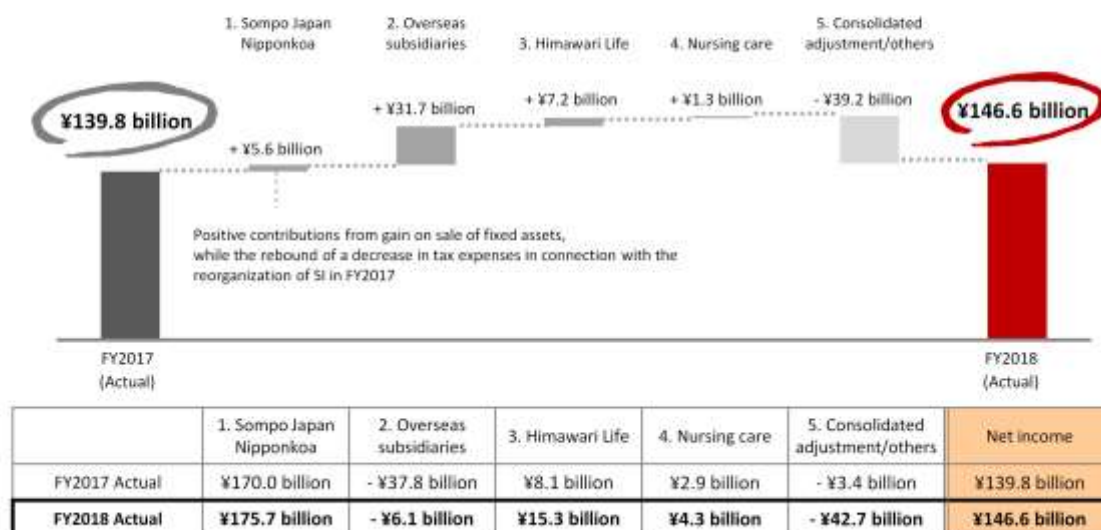 1. Sompo Japan
Nipponkoa
2. Overseas
subsidiaries
3. Himawari Life
4. Nursing care
5. Consolidated
adjustment/others
¥139.8 billion
+ ¥5.6 billion
+ ¥31.7 billion
+ ¥7.2 billion
+ ¥1.3 billion
- ¥39.2 billion
¥146.6 billion
Positive contributions from gain on sale of fixed assets,
while the rebound of a decrease in tax expenses in connection with the
reorganization of SI in FY2017
FY2017
(Actual)
FY2018
(Actual)
1. Sompo Japan
Nipponkoa
2. Overseas
subsidiaries
3. Himawari Life
4. Nursing care
5. Consolidated
adjustment/others
Net income
FY2017 Actual
¥170.0 billion
- ¥37.8 billion
¥8.1 billion
¥2.9 billion
- ¥3.4 billion
¥139.8 billion
FY2018 Actual
¥175.7 billion
- ¥6.1 billion
¥15.3 billion
¥4.3 billion
- ¥42.7 billion
¥146.6 billion